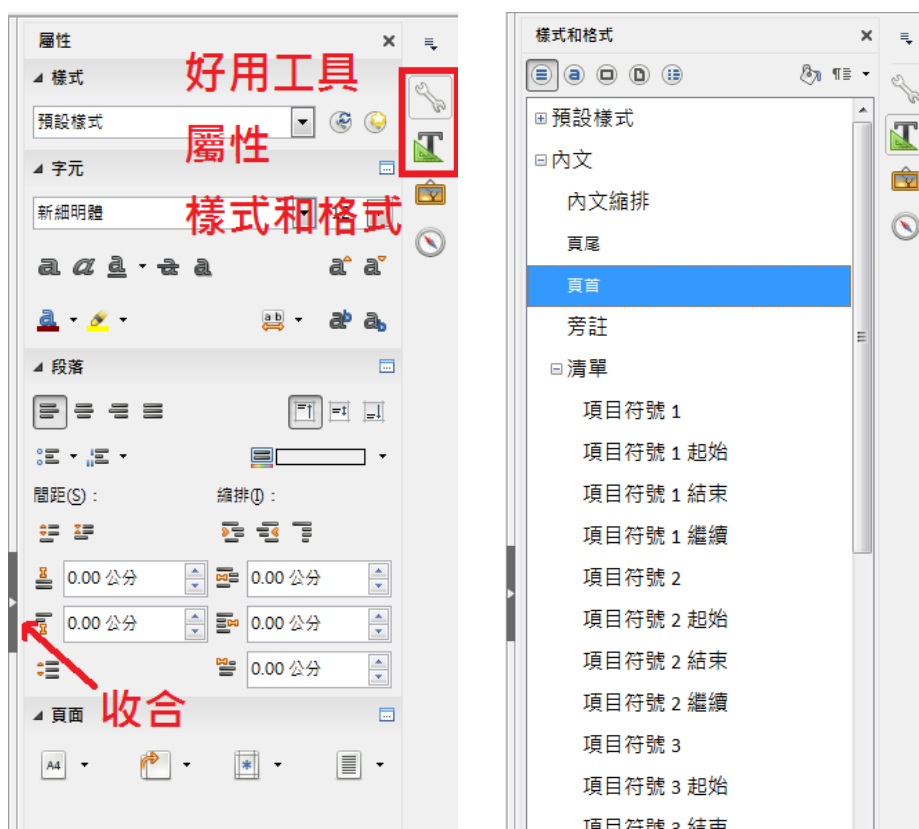 屬性
樣式
好用工具
預設樣式
屬性
字元
新細明體
樣式和格式
段落
間距(S)：
縮排(I)：
0.00 公分
0.00 公分
0.00 公分
0.00 公分
0.00 公分
收合
頁面
A4
樣式和格式
預設樣式
內文
內文縮排
頁尾
頁首
旁註
清單
項目符號 1
項目符號 1 起始
項目符號 1 結束
項目符號 1 繼續
項目符號 2
項目符號 2 起始
項目符號 2 結束
項目符號 2 繼續
項目符號 3
項目符號 3 起始
項目符號 3 結束